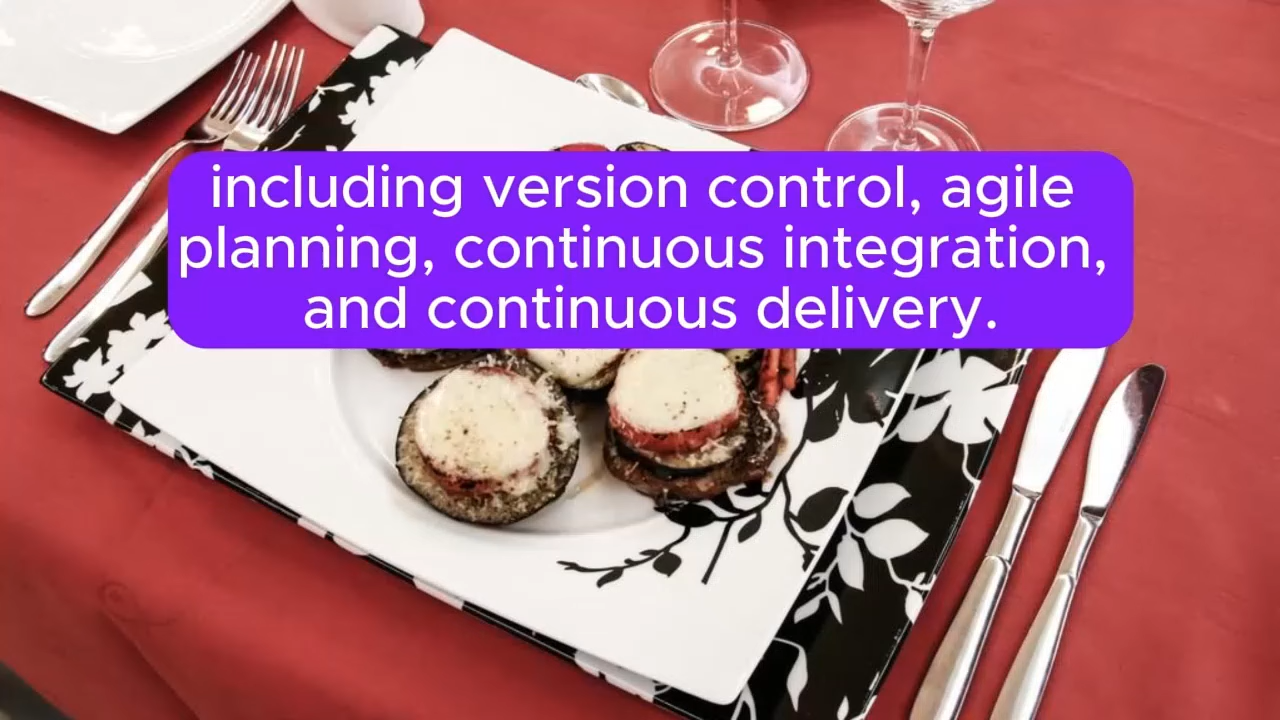 including version control, agile
planning, continuous integration,
and continuous delivery.